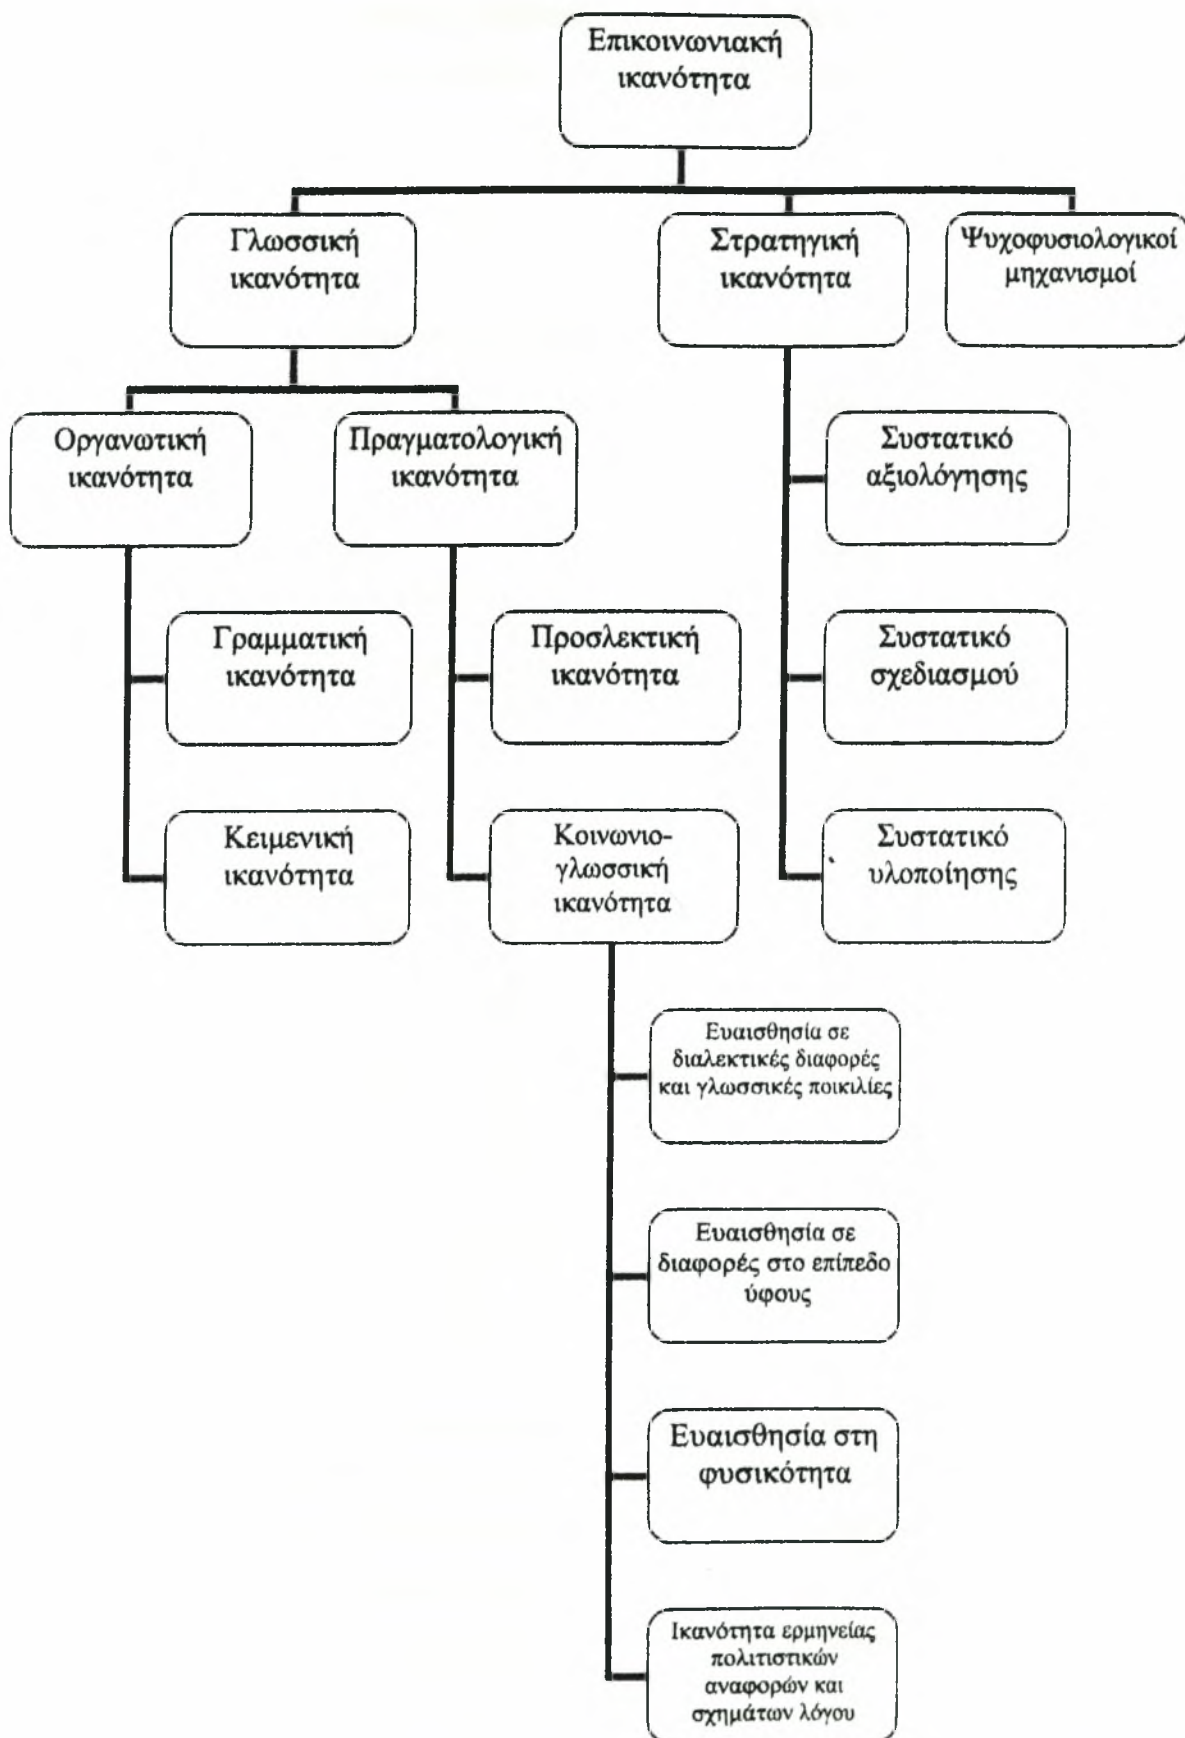 Επικοινωνιακή
ικανότητα
Γλωσσική
ικανότητα
Στρατηγική
ικανότητα
Ψυχοφυσιολογικοί
μηχανισμοί
Οργανωτική
ικανότητα
Πραγματολογική
ικανότητα
Συστατικό
αξιολόγησης
Γραμματική
ικανότητα
Προσλεκτική
ικανότητα
Συστατικό
σχεδιασμού
Κειμενική
ικανότητα
Κοινωνιο-
γλωσσική
ικανότητα
Συστατικό
υλοποίησης
Ευαισθησία σε
διαλεκτικές διαφορές
και γλωσσικές ποικιλίες
Ευαισθησία σε
διαφορές στο επίπεδο
ύφους
Ευαισθησία στη
φυσικότητα
Ικανότητα ερμηνείας
πολιτιστικών
αναφορών και
σχημάτων λόγου